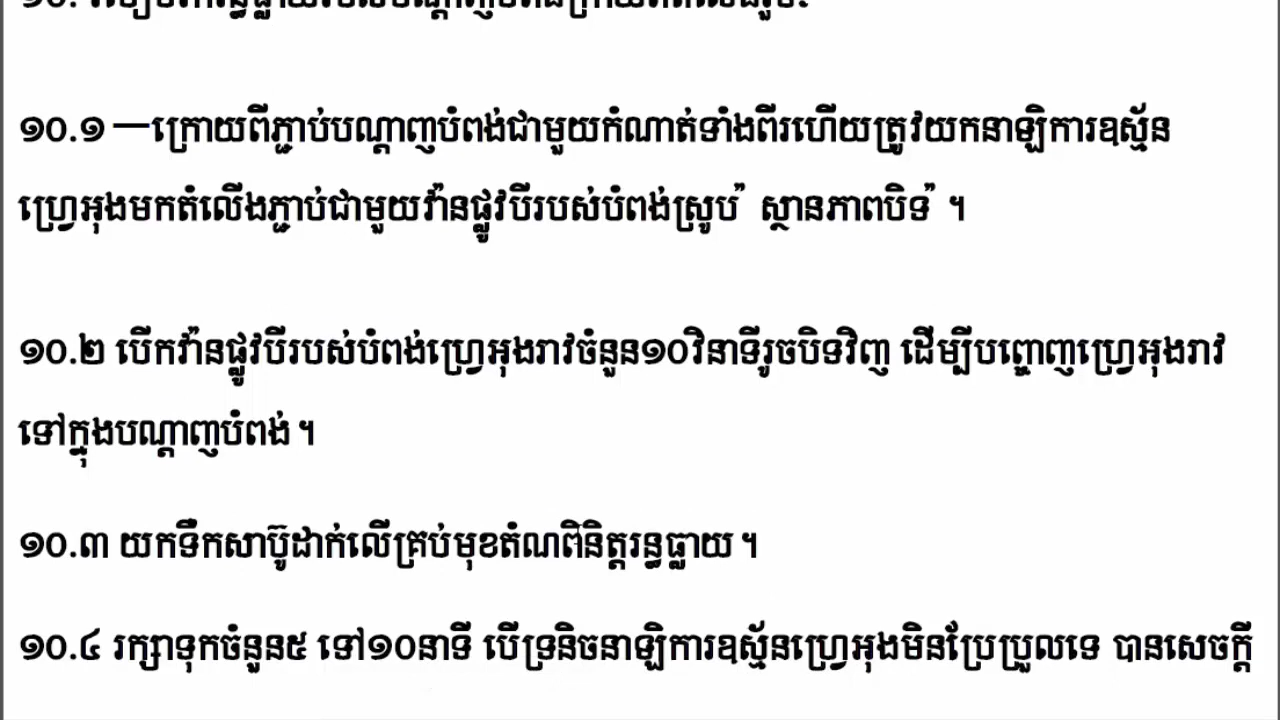 ១០.១ —ក្រោយពីភ្ជាប់បណ្តាញបំពង់ជាមួយកំណាត់ទាំងពីរហើយត្រូវយកនាឡិការឧស្ម័ន
ហ្វ្រេអុងមកតំលើងភ្ជាប់ជាមួយវ៉ានផ្លូវបីរបស់បំពង់ស្រូប ៉ ស្ថានភាពបិទ ៉ ។
១០.២ បើកវ៉ានផ្លូវបីរបស់បំពង់ហ្វ្រេអុងរាវចំនួន១០វិនាទីរូចបិទវិញ ដើម្បីបញ្ចោញហ្វ្រេអុងរាវ
ទៅក្នុងបណ្តាញបំពង់ ។
១០.៣ យកទឹកសាប៊ូដាក់លើគ្រប់មុខតំណពិនិត្តរន្ធធ្លាយ ។
១០.៤ រក្សាទុកចំនួន៥ ទៅ១០នាទី បើទ្រនិចនាឡិការឧស្ម័នហ្វ្រេអុងមិនប្រែប្រួលទេ បានសេចក្តី